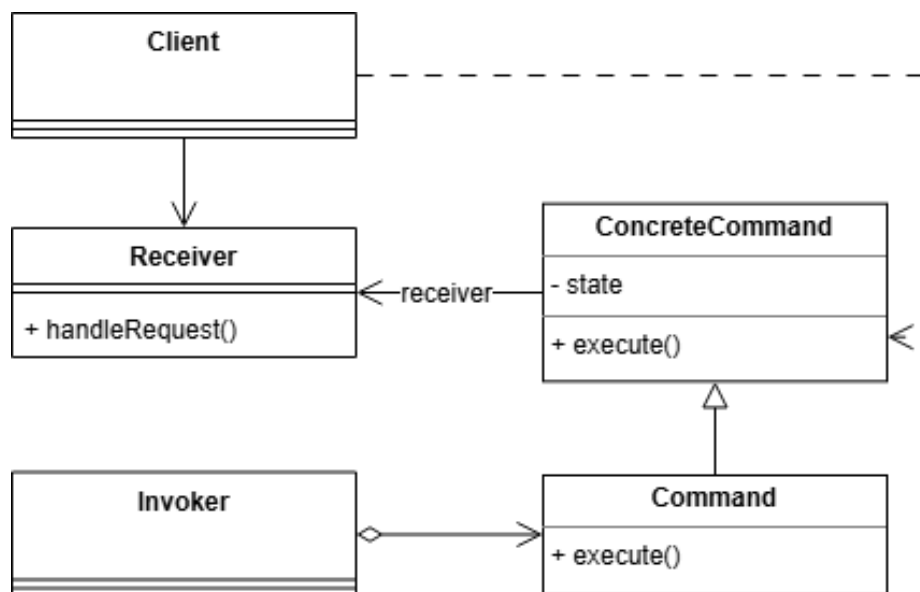 Client
Receiver
+ handleRequest()
receiver
ConcreteCommand
- state
+ execute()
Invoker
Command
+ execute()